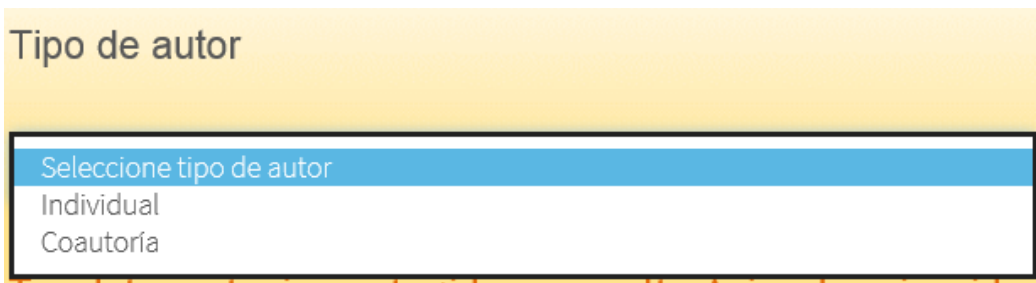 Tipo de autor
Seleccione tipo de autor
Individual
Coautoría